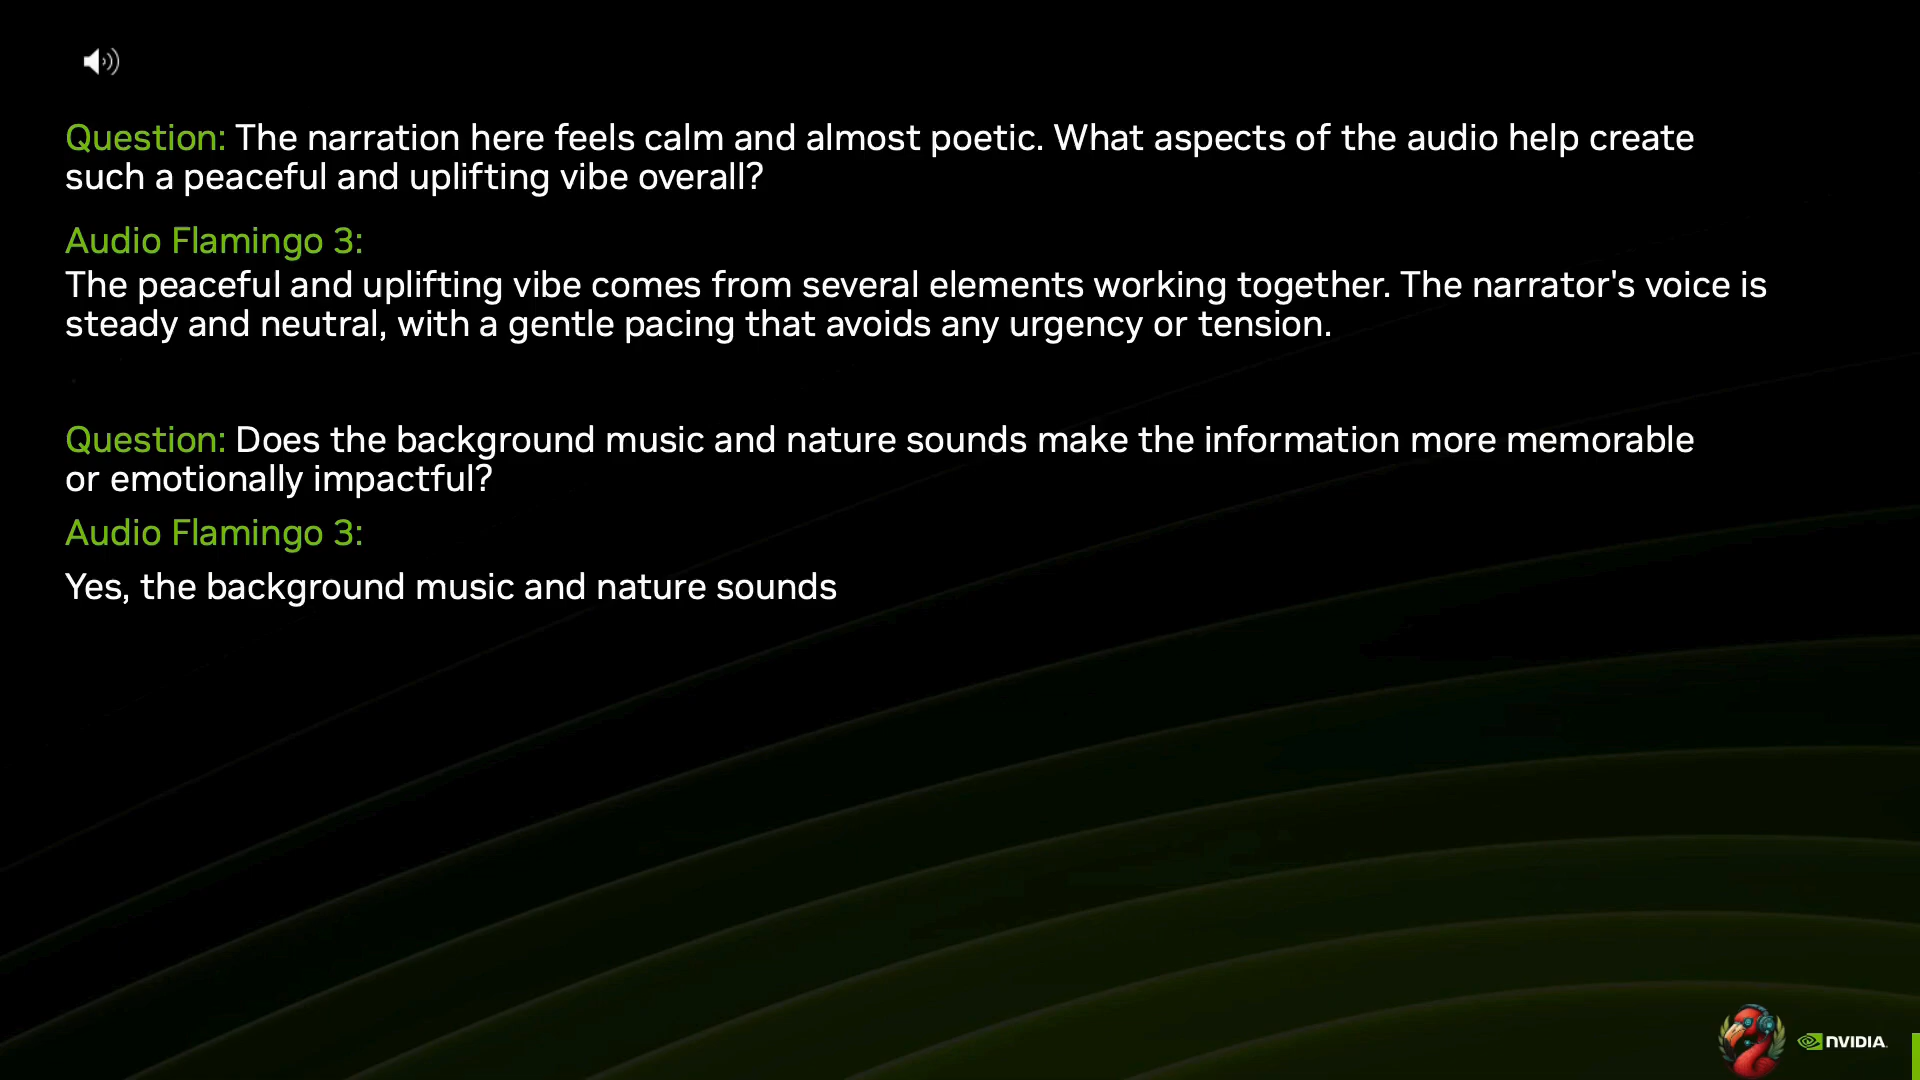 Question: The narration here feels calm and almost poetic. What aspects of the audio help create
such a peaceful and uplifting vibe overall?
Audio Flamingo 3:
The peaceful and uplifting vibe comes from several elements working together. The narrator's voice is
steady and neutral, with a gentle pacing that avoids any urgency or tension.
Question: Does the background music and nature sounds make the information more memorable
or emotionally impactful?
Audio Flamingo 3:
Yes, the background music and nature sounds
NVIDIA.